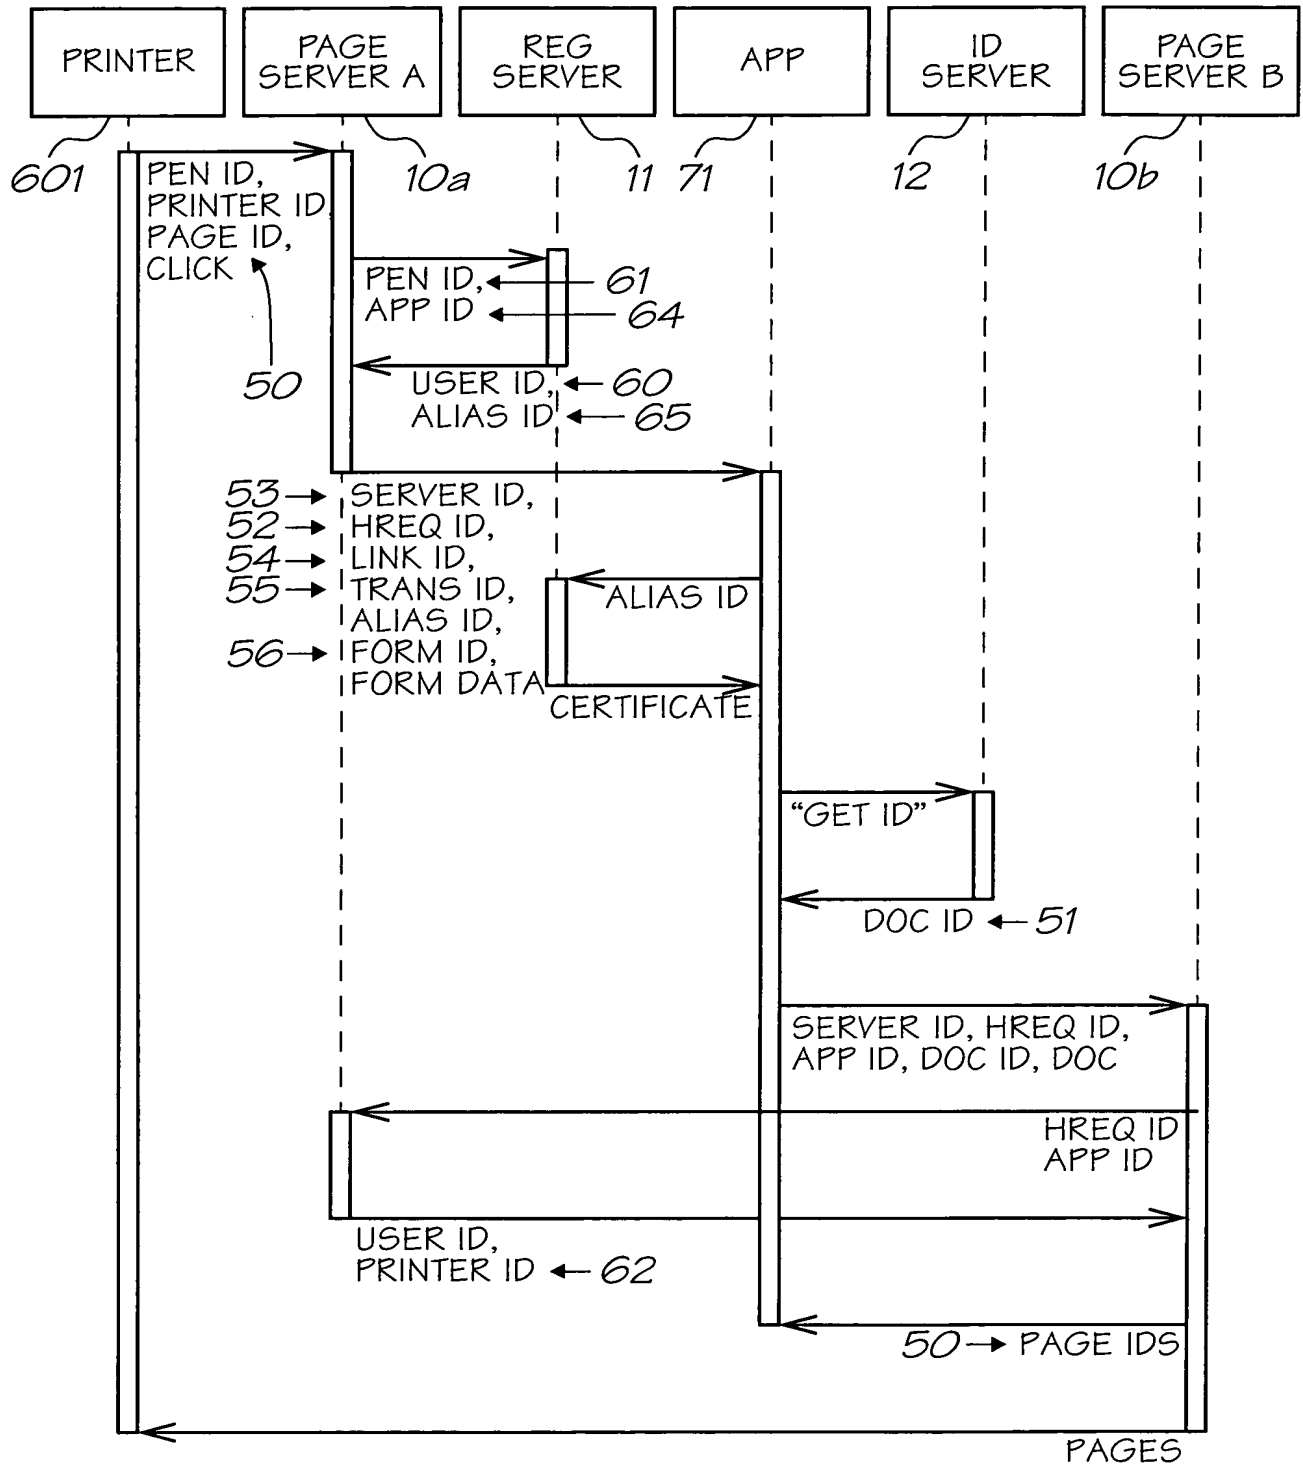 PRINTER
PAGE
SERVER A
REG
SERVER
APP
ID
SERVER
PAGE
SERVER B
601
10a
11
71
12
10b
PEN ID,
PRINTER ID
PAGE ID,
CLICK
50
PEN ID, 61
APP ID 64
USER ID, 60
ALIAS ID 65
53 SERVER ID,
52 HREQ ID,
54 LINK ID,
55 TRANS ID,
ALIAS ID,
56 FORM ID,
FORM DATA
ALIAS ID
CERTIFICATE
“GET ID”
DOC ID 51
SERVER ID, HREQ ID,
APP ID, DOC ID, DOC
HREQ ID
APP ID
USER ID,
PRINTER ID 62
50 PAGE IDS
PAGES